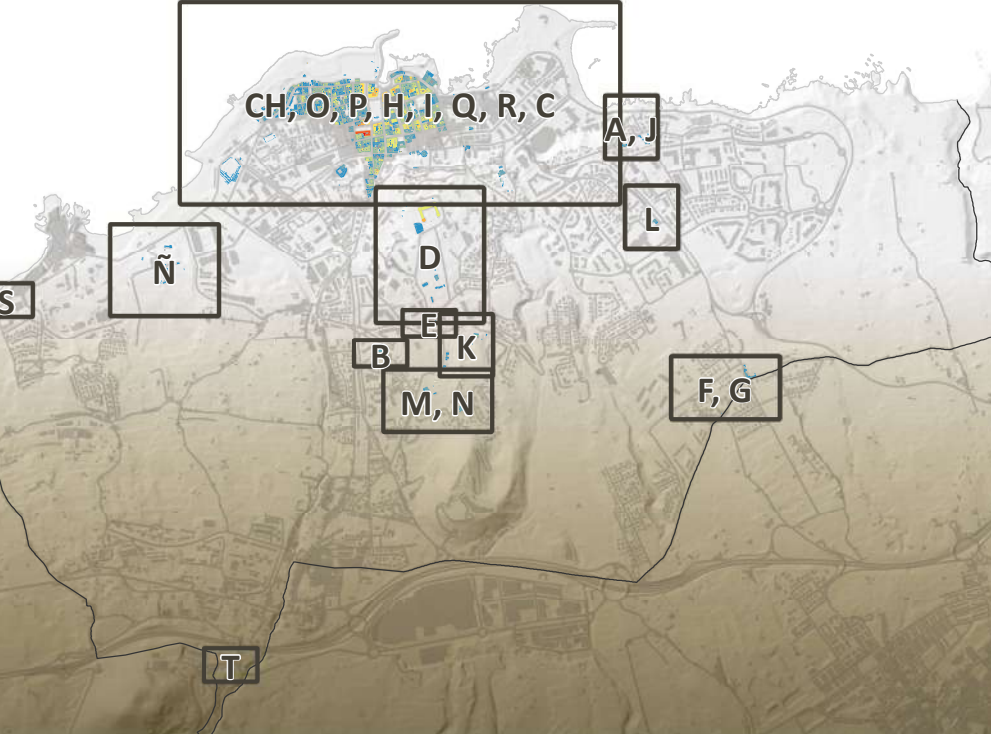 CH, O, P, H, I, Q, R, C
A, J
L
D
Ñ
S
E
B
K
M, N
F, G
T